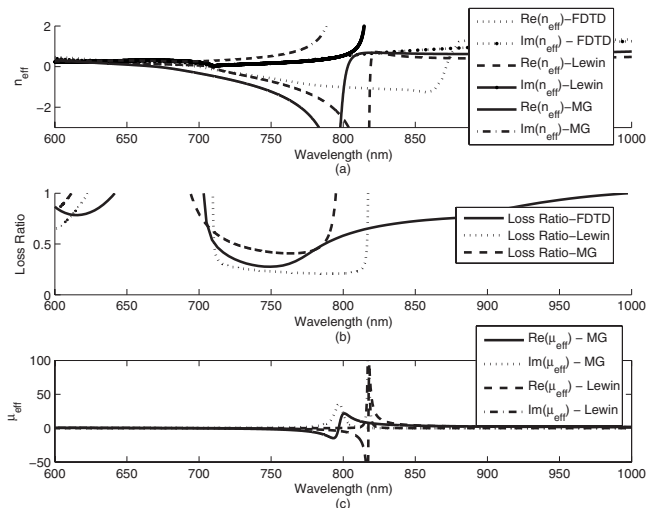 2
0
−2
n_eff
600 650 700 750 800 850 900 950 1000
Wavelength (nm)
(a)
Re(n_eff)−FDTD
Im(n_eff) − FDTD
Re(n_eff)−Lewin
Im(n_eff)−Lewin
Re(n_eff)−MG
Im(n_eff)−MG
1
0.5
0
Loss Ratio
600 650 700 750 800 850 900 950 1000
Wavelength (nm)
(b)
Loss Ratio−FDTD
Loss Ratio−Lewin
Loss Ratio−MG
100
50
0
−50
μ_eff
600 650 700 750 800 850 900 950 1000
Wavelength (nm)
(c)
Re(μ_eff) − MG
Im(μ_eff) − MG
Re(μ_eff) − Lewin
Im(μ_eff) − Lewin